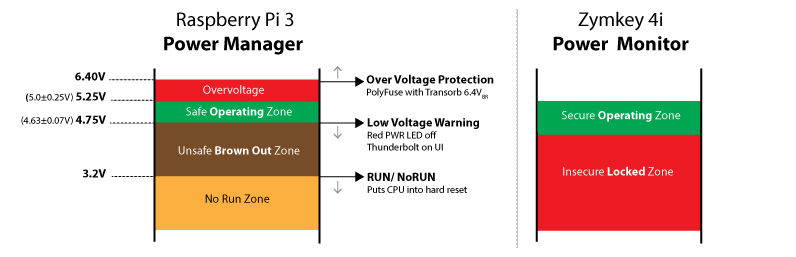 Raspberry Pi 3
Power Manager
6.40V
(5.0±0.25V) 5.25V
(4.63±0.07V) 4.75V
3.2V
Overvoltage
Safe Operating Zone
Unsafe Brown Out Zone
No Run Zone
Over Voltage Protection
PolyFuse with Transorb 6.4VBR
Low Voltage Warning
Red PWR LED off
Thunderbolt on UI
RUN/ NoRUN
Puts CPU into hard reset
Zymkey 4i
Power Monitor
Secure Operating Zone
Insecure Locked Zone